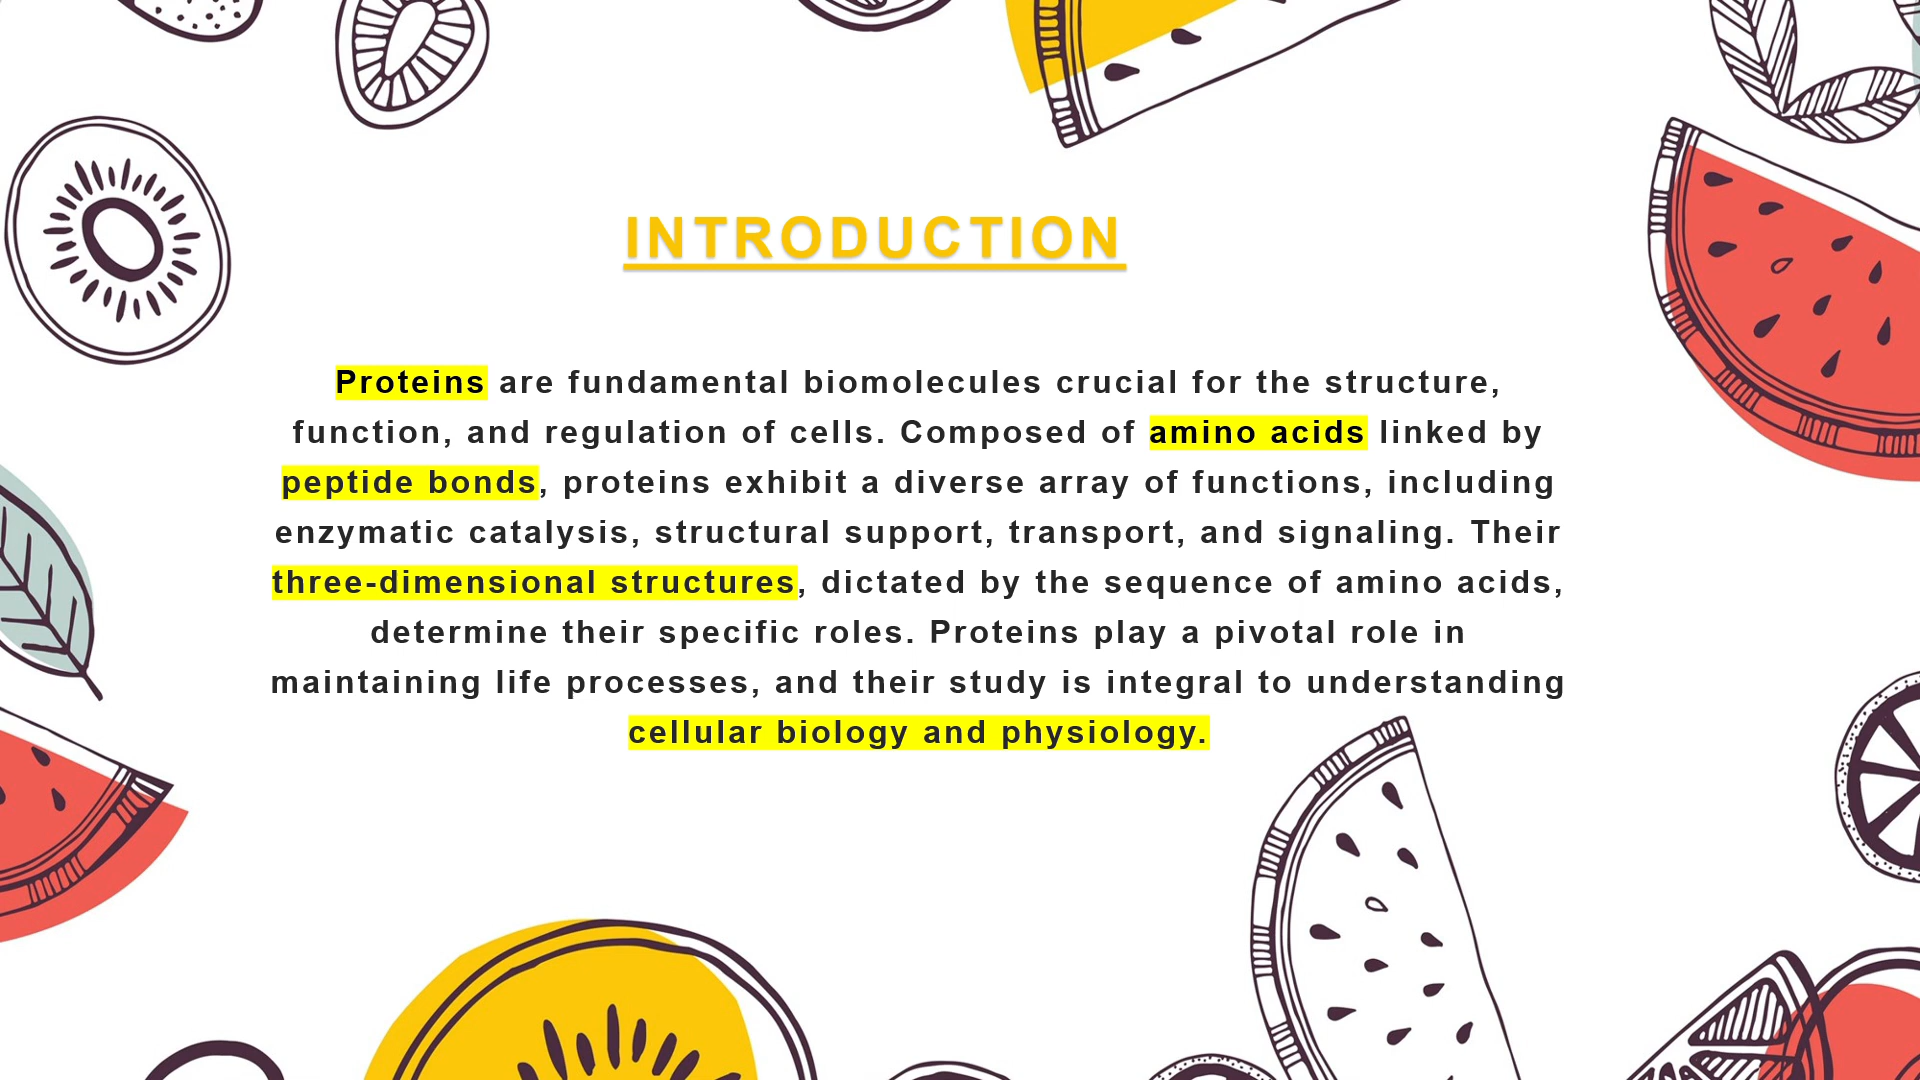 INTRODUCTION
Proteins are fundamental biomolecules crucial for the structure,
function, and regulation of cells. Composed of amino acids linked by
peptide bonds, proteins exhibit a diverse array of functions, including
enzymatic catalysis, structural support, transport, and signaling. Their
three-dimensional structures, dictated by the sequence of amino acids,
determine their specific roles. Proteins play a pivotal role in
maintaining life processes, and their study is integral to understanding
cellular biology and physiology.